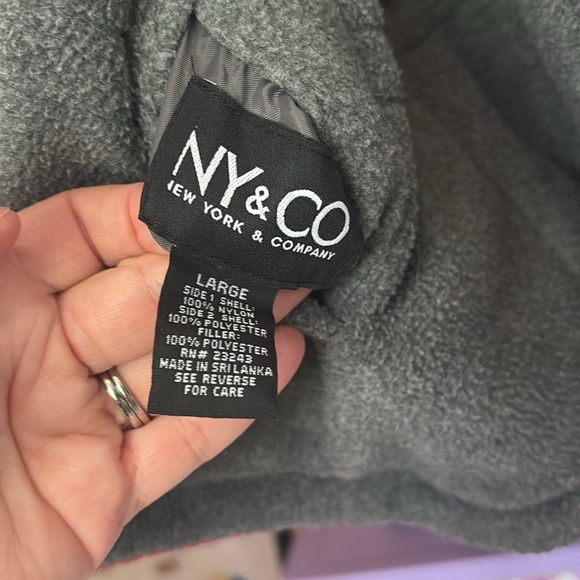 NY&CO
NEW YORK & COMPANY
LARGE
SIDE 1 SHELL:
100% NYLON
SIDE 2 SHELL:
100% POLYESTER
FILLER:
100% POLYESTER
RN# 23243
MADE IN SRI LANKA
SEE REVERSE
FOR CARE